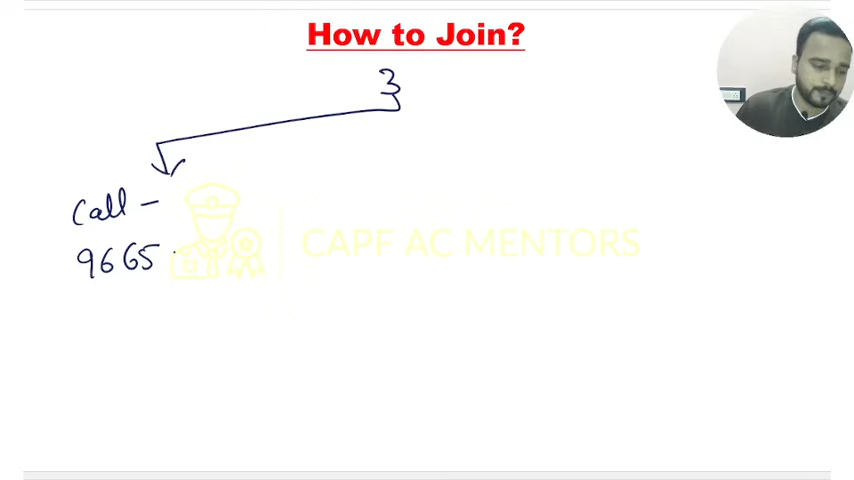 How to Join?
3
Call -
9665
CAPF AC MENTORS